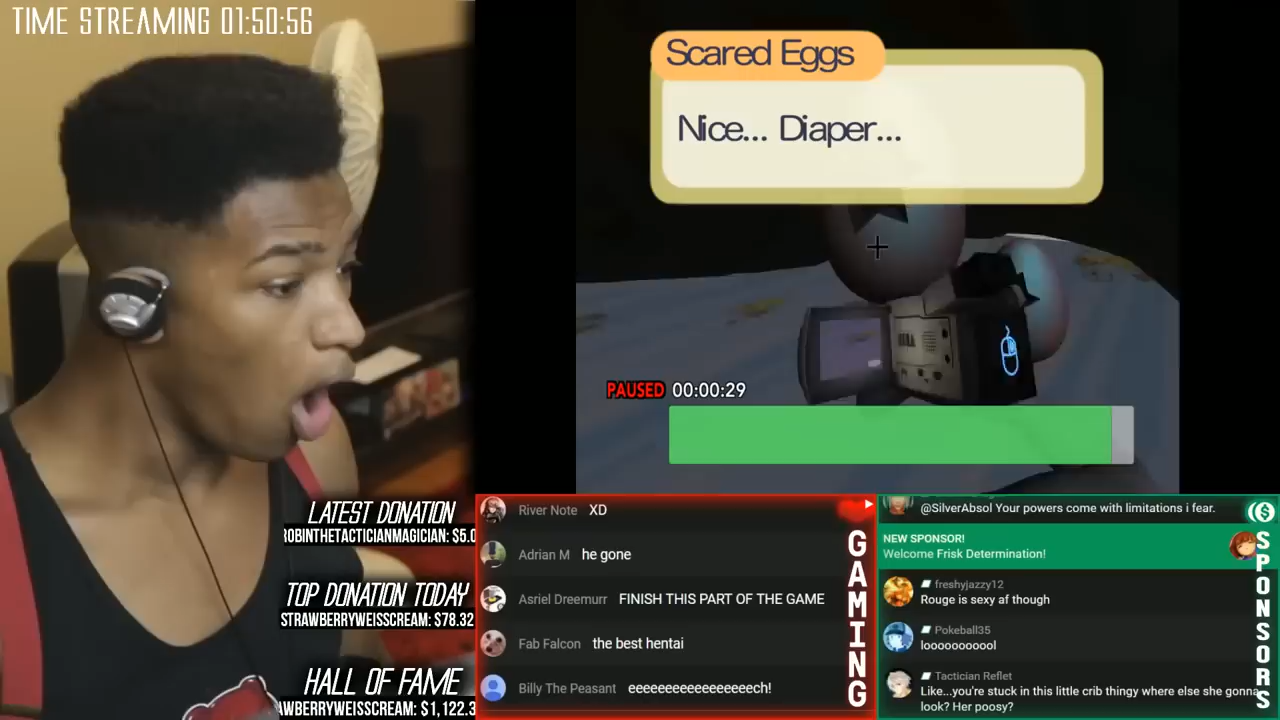 TIME STREAMING 01:50:56
Scared Eggs
Nice... Diaper...
PAUSED 00:00:29
LATEST DONATION
ROBINTHETACTICIANMAGICIAN: $5.0
TOP DONATION TODAY
STRAWBERRYWEISSCREAM: $78.32
HALL OF FAME
AWBERRYWEISSCREAM: $1,122.3
River Note XD
Adrian M he gone
Asriel Dreemurr FINISH THIS PART OF THE GAME
Fab Falcon the best hentai
Billy The Peasant eeeeeeeeeeeeeeeeech!
GAMING
@SilverAbsol Your powers come with limitations i fear.
NEW SPONSOR!
Welcome Frisk Determination!
freshyjazzy12
Rouge is sexy af though
Pokeball35
looooooooool
Tactician Reflet
Like...you're stuck in this little crib thingy where else she gonna
look? Her poosy?
SPONSORS